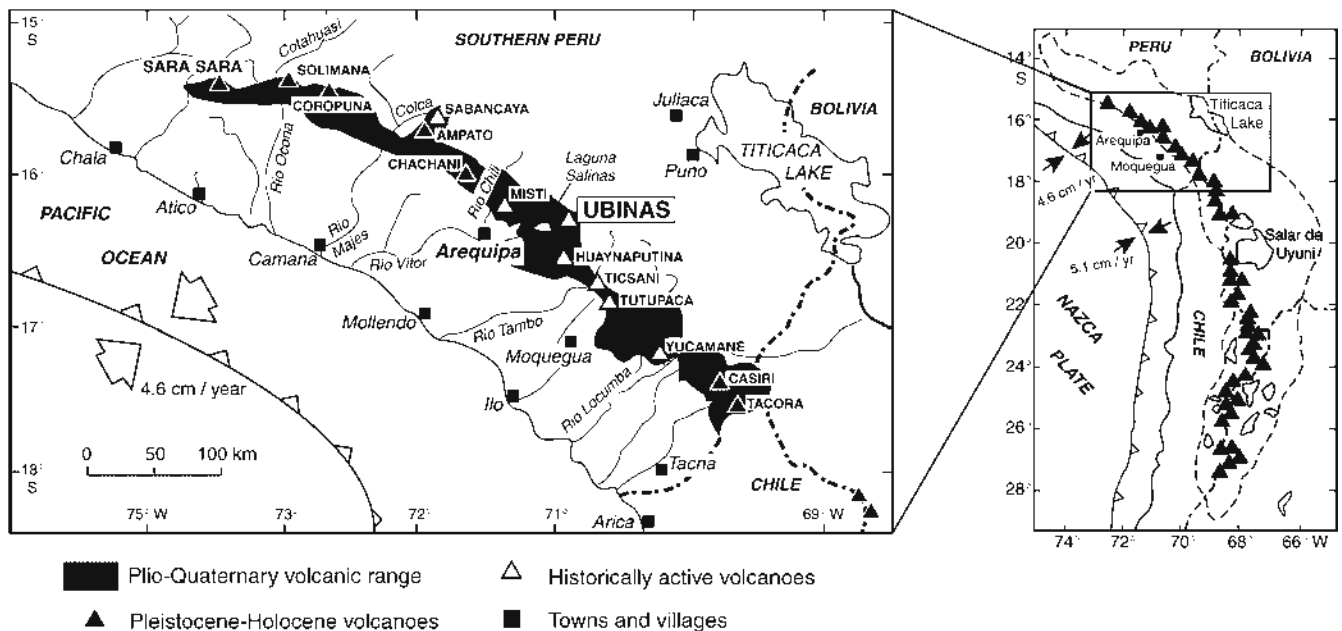 15°
S
16°
17°
18°
S
75°W
73°
72°
71°
69° W
SOUTHERN PERU
Cotahuasi
SARA SARA
SOLIMANA
COROPUNA
Colca
SABANCAYA
AMPATO
CHACHANI
Rio Ocona
Rio Chili
Laguna
Salinas
MISTI
UBINAS
HUAYNAPUTINA
TICSANI
TUTUPACA
YUCAMANE
CASIRI
TACORA
Juliaca
Puno
TITICACA
LAKE
BOLIVIA
Chala
Atico
Camana
Rio
Majes
Rio Vitor
Arequipa
Mollendo
Rio Tambo
Moquegua
Ilo
Rio Locumba
Tacna
Arica
CHILE
PACIFIC
OCEAN
4.6 cm / year
0 50 100 km
14°
S
16°
18°
20°
22°
24°
26°
28°
74°
72°
70°
68°
66° W
PERU
BOLIVIA
Titicaca
Lake
Arequipa
Moquegua
4.6 cm / yr
5.1 cm / yr
Salar de
Uyuni
NAZCA
PLATE
CHILE
Plio-Quaternary volcanic range
Historically active volcanoes
Pleistocene-Holocene volcanoes
Towns and villages